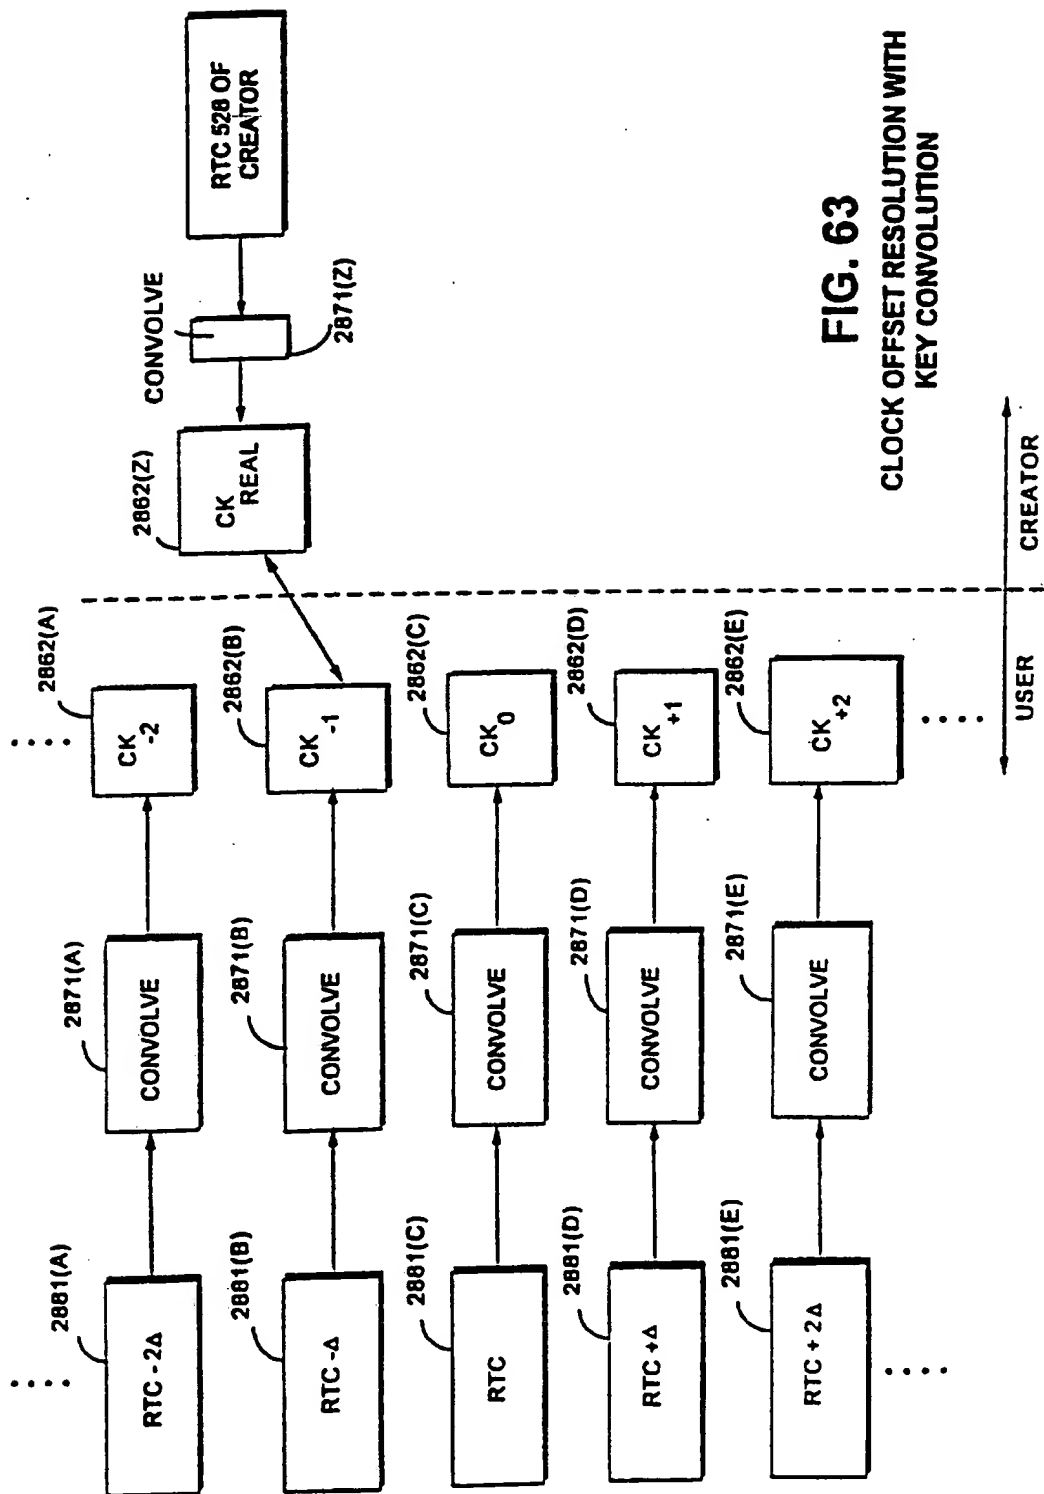 RTC 528 OF
CREATOR
CONVOLVE
2871(Z)
2862(Z)
CK REAL
2881(A)
RTC - 2Δ
2871(A)
CONVOLVE
2862(A)
CK -2
2881(B)
RTC -Δ
2871(B)
CONVOLVE
2862(B)
CK -1
2881(C)
RTC
2871(C)
CONVOLVE
2862(C)
CK 0
2881(D)
RTC +Δ
2871(D)
CONVOLVE
2862(D)
CK +1
2881(E)
RTC + 2Δ
2871(E)
CONVOLVE
2862(E)
CK +2
USER
CREATOR
FIG. 63
CLOCK OFFSET RESOLUTION WITH
KEY CONVOLUTION